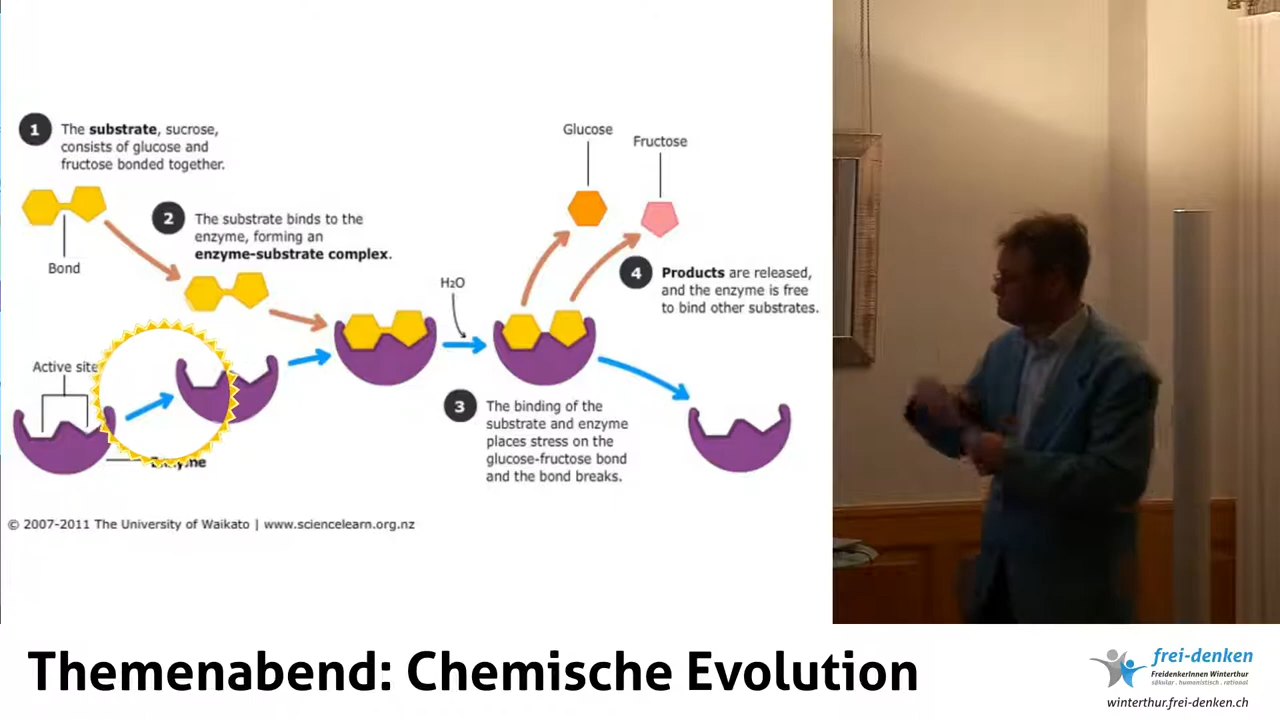 1
The substrate, sucrose,
consists of glucose and
fructose bonded together.
Bond
2
The substrate binds to the
enzyme, forming an
enzyme-substrate complex.
Active site
Enzyme
H₂O
3
The binding of the
substrate and enzyme
places stress on the
glucose-fructose bond
and the bond breaks.
Glucose
Fructose
4
Products are released,
and the enzyme is free
to bind other substrates.
© 2007-2011 The University of Waikato | www.sciencelearn.org.nz
Themenabend: Chemische Evolution
frei-denken
FreidenkerInnen Winterthur
säkular . humanistisch . rational
winterthur.frei-denken.ch